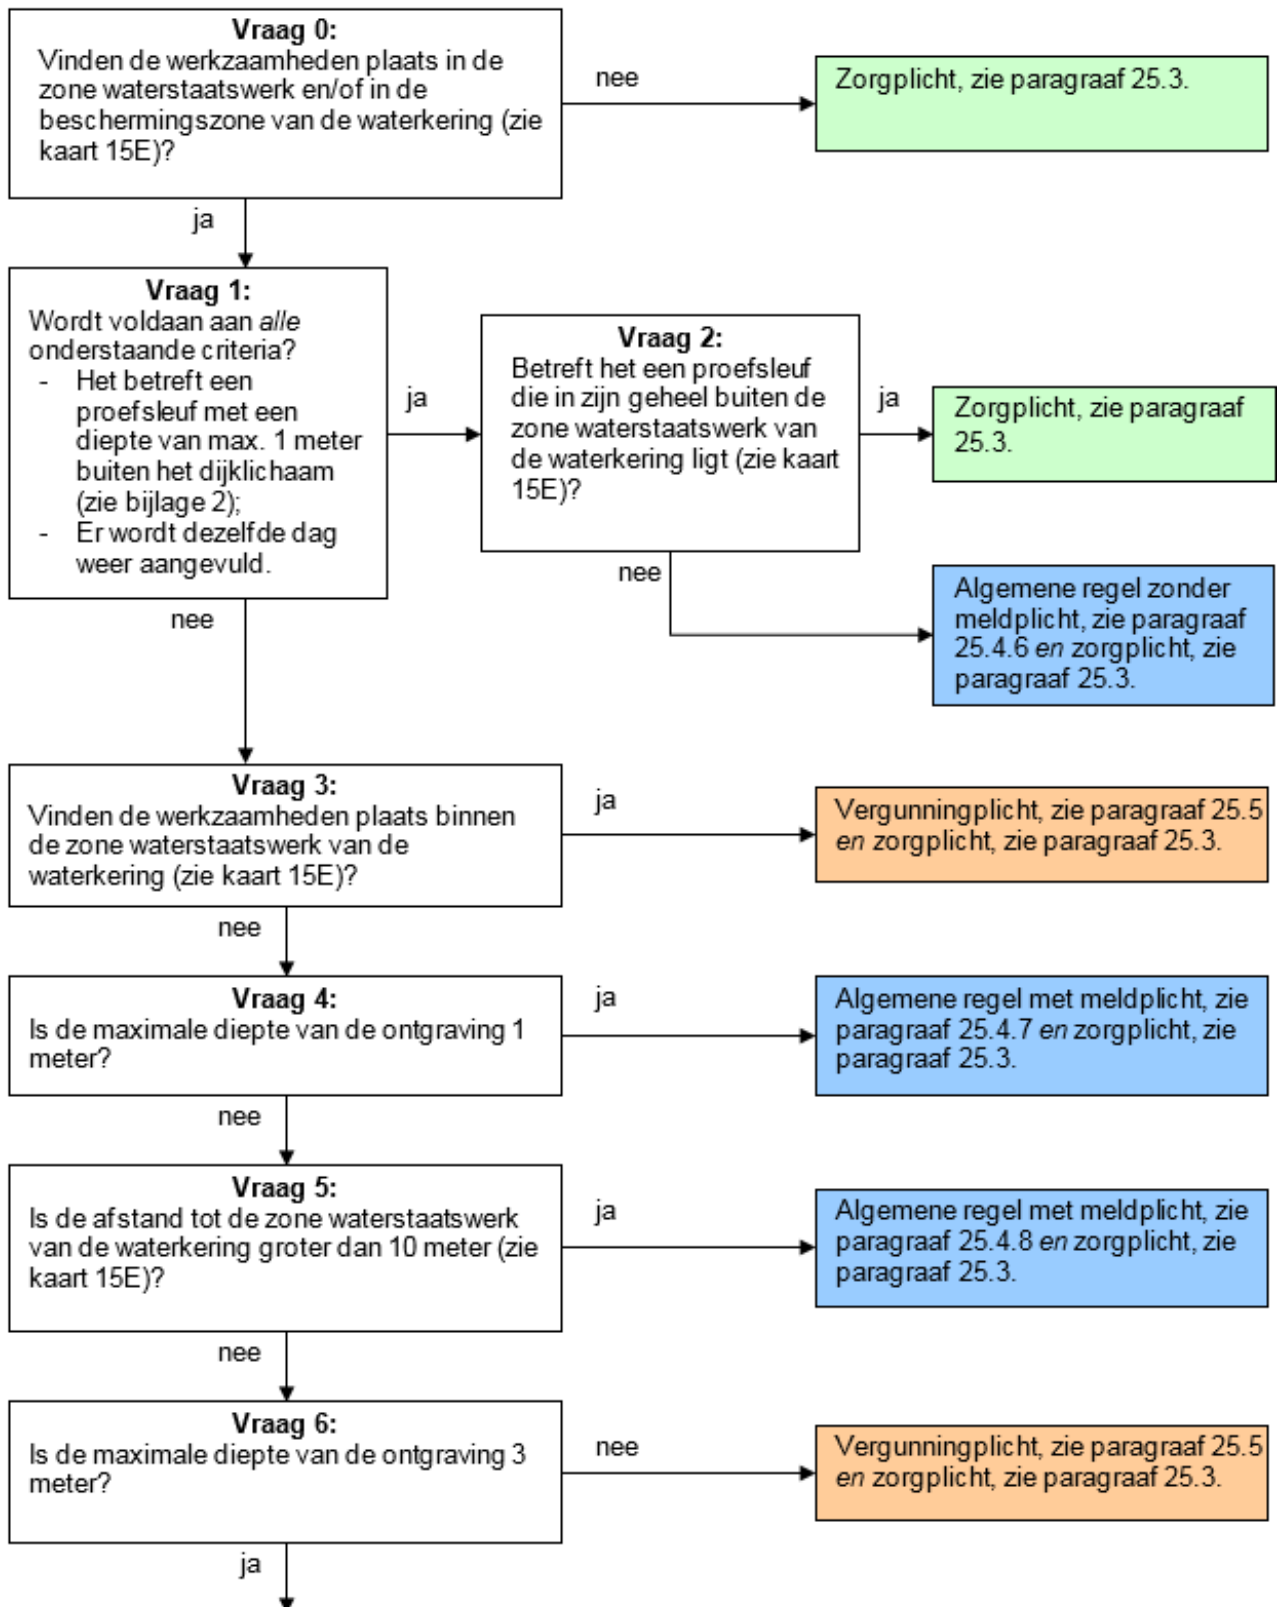 Vraag 0:
Vinden de werkzaamheden plaats in de
zone waterstaatswerk en/of in de
beschermingszone van de waterkering (zie
kaart 15E)?
nee
Zorgplicht, zie paragraaf 25.3.
ja
Vraag 1:
Wordt voldaan aan alle
onderstaande criteria?
- Het betreft een
proefsleuf met een
diepte van max. 1 meter
buiten het dijklichaam
(zie bijlage 2);
- Er wordt dezelfde dag
weer aangevuld.
ja
Vraag 2:
Betreft het een proefsleuf
die in zijn geheel buiten de
zone waterstaatswerk van
de waterkering ligt (zie kaart
15E)?
ja
Zorgplicht, zie paragraaf
25.3.
nee
Algemene regel zonder
meldplicht, zie paragraaf
25.4.6 en zorgplicht, zie
paragraaf 25.3.
nee
Vraag 3:
Vinden de werkzaamheden plaats binnen
de zone waterstaatswerk van de
waterkering (zie kaart 15E)?
ja
Vergunningplicht, zie paragraaf 25.5
en zorgplicht, zie paragraaf 25.3.
nee
Vraag 4:
Is de maximale diepte van de ontgraving 1
meter?
ja
Algemene regel met meldplicht, zie
paragraaf 25.4.7 en zorgplicht, zie
paragraaf 25.3.
nee
Vraag 5:
Is de afstand tot de zone waterstaatswerk
van de waterkering groter dan 10 meter (zie
kaart 15E)?
ja
Algemene regel met meldplicht, zie
paragraaf 25.4.8 en zorgplicht, zie
paragraaf 25.3.
nee
Vraag 6:
Is de maximale diepte van de ontgraving 3
meter?
nee
Vergunningplicht, zie paragraaf 25.5
en zorgplicht, zie paragraaf 25.3.
ja